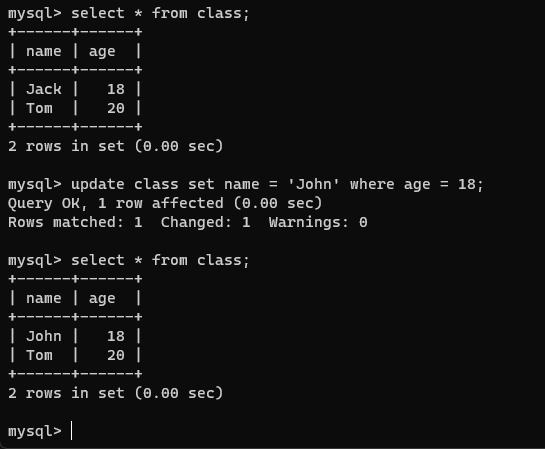 mysql> select * from class;
+------+------+
| name | age  |
+------+------+
| Jack |   18 |
| Tom  |   20 |
+------+------+
2 rows in set (0.00 sec)

mysql> update class set name = 'John' where age = 18;
Query OK, 1 row affected (0.00 sec)
Rows matched: 1  Changed: 1  Warnings: 0

mysql> select * from class;
+------+------+
| name | age  |
+------+------+
| John |   18 |
| Tom  |   20 |
+------+------+
2 rows in set (0.00 sec)

mysql>